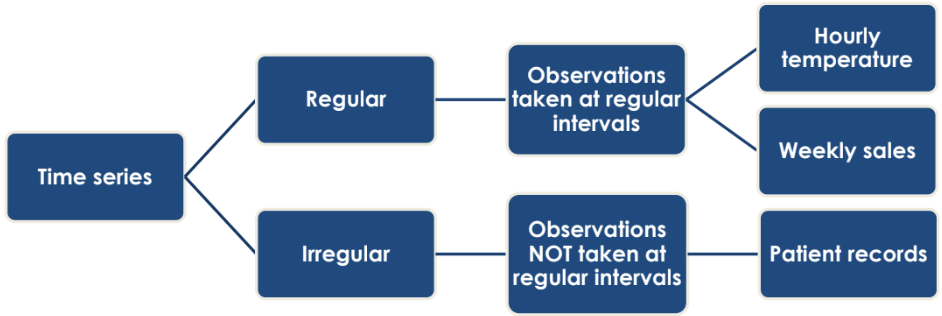 Time series
Regular
Observations
taken at regular
intervals
Hourly
temperature
Weekly sales
Irregular
Observations
NOT taken at
regular intervals
Patient records